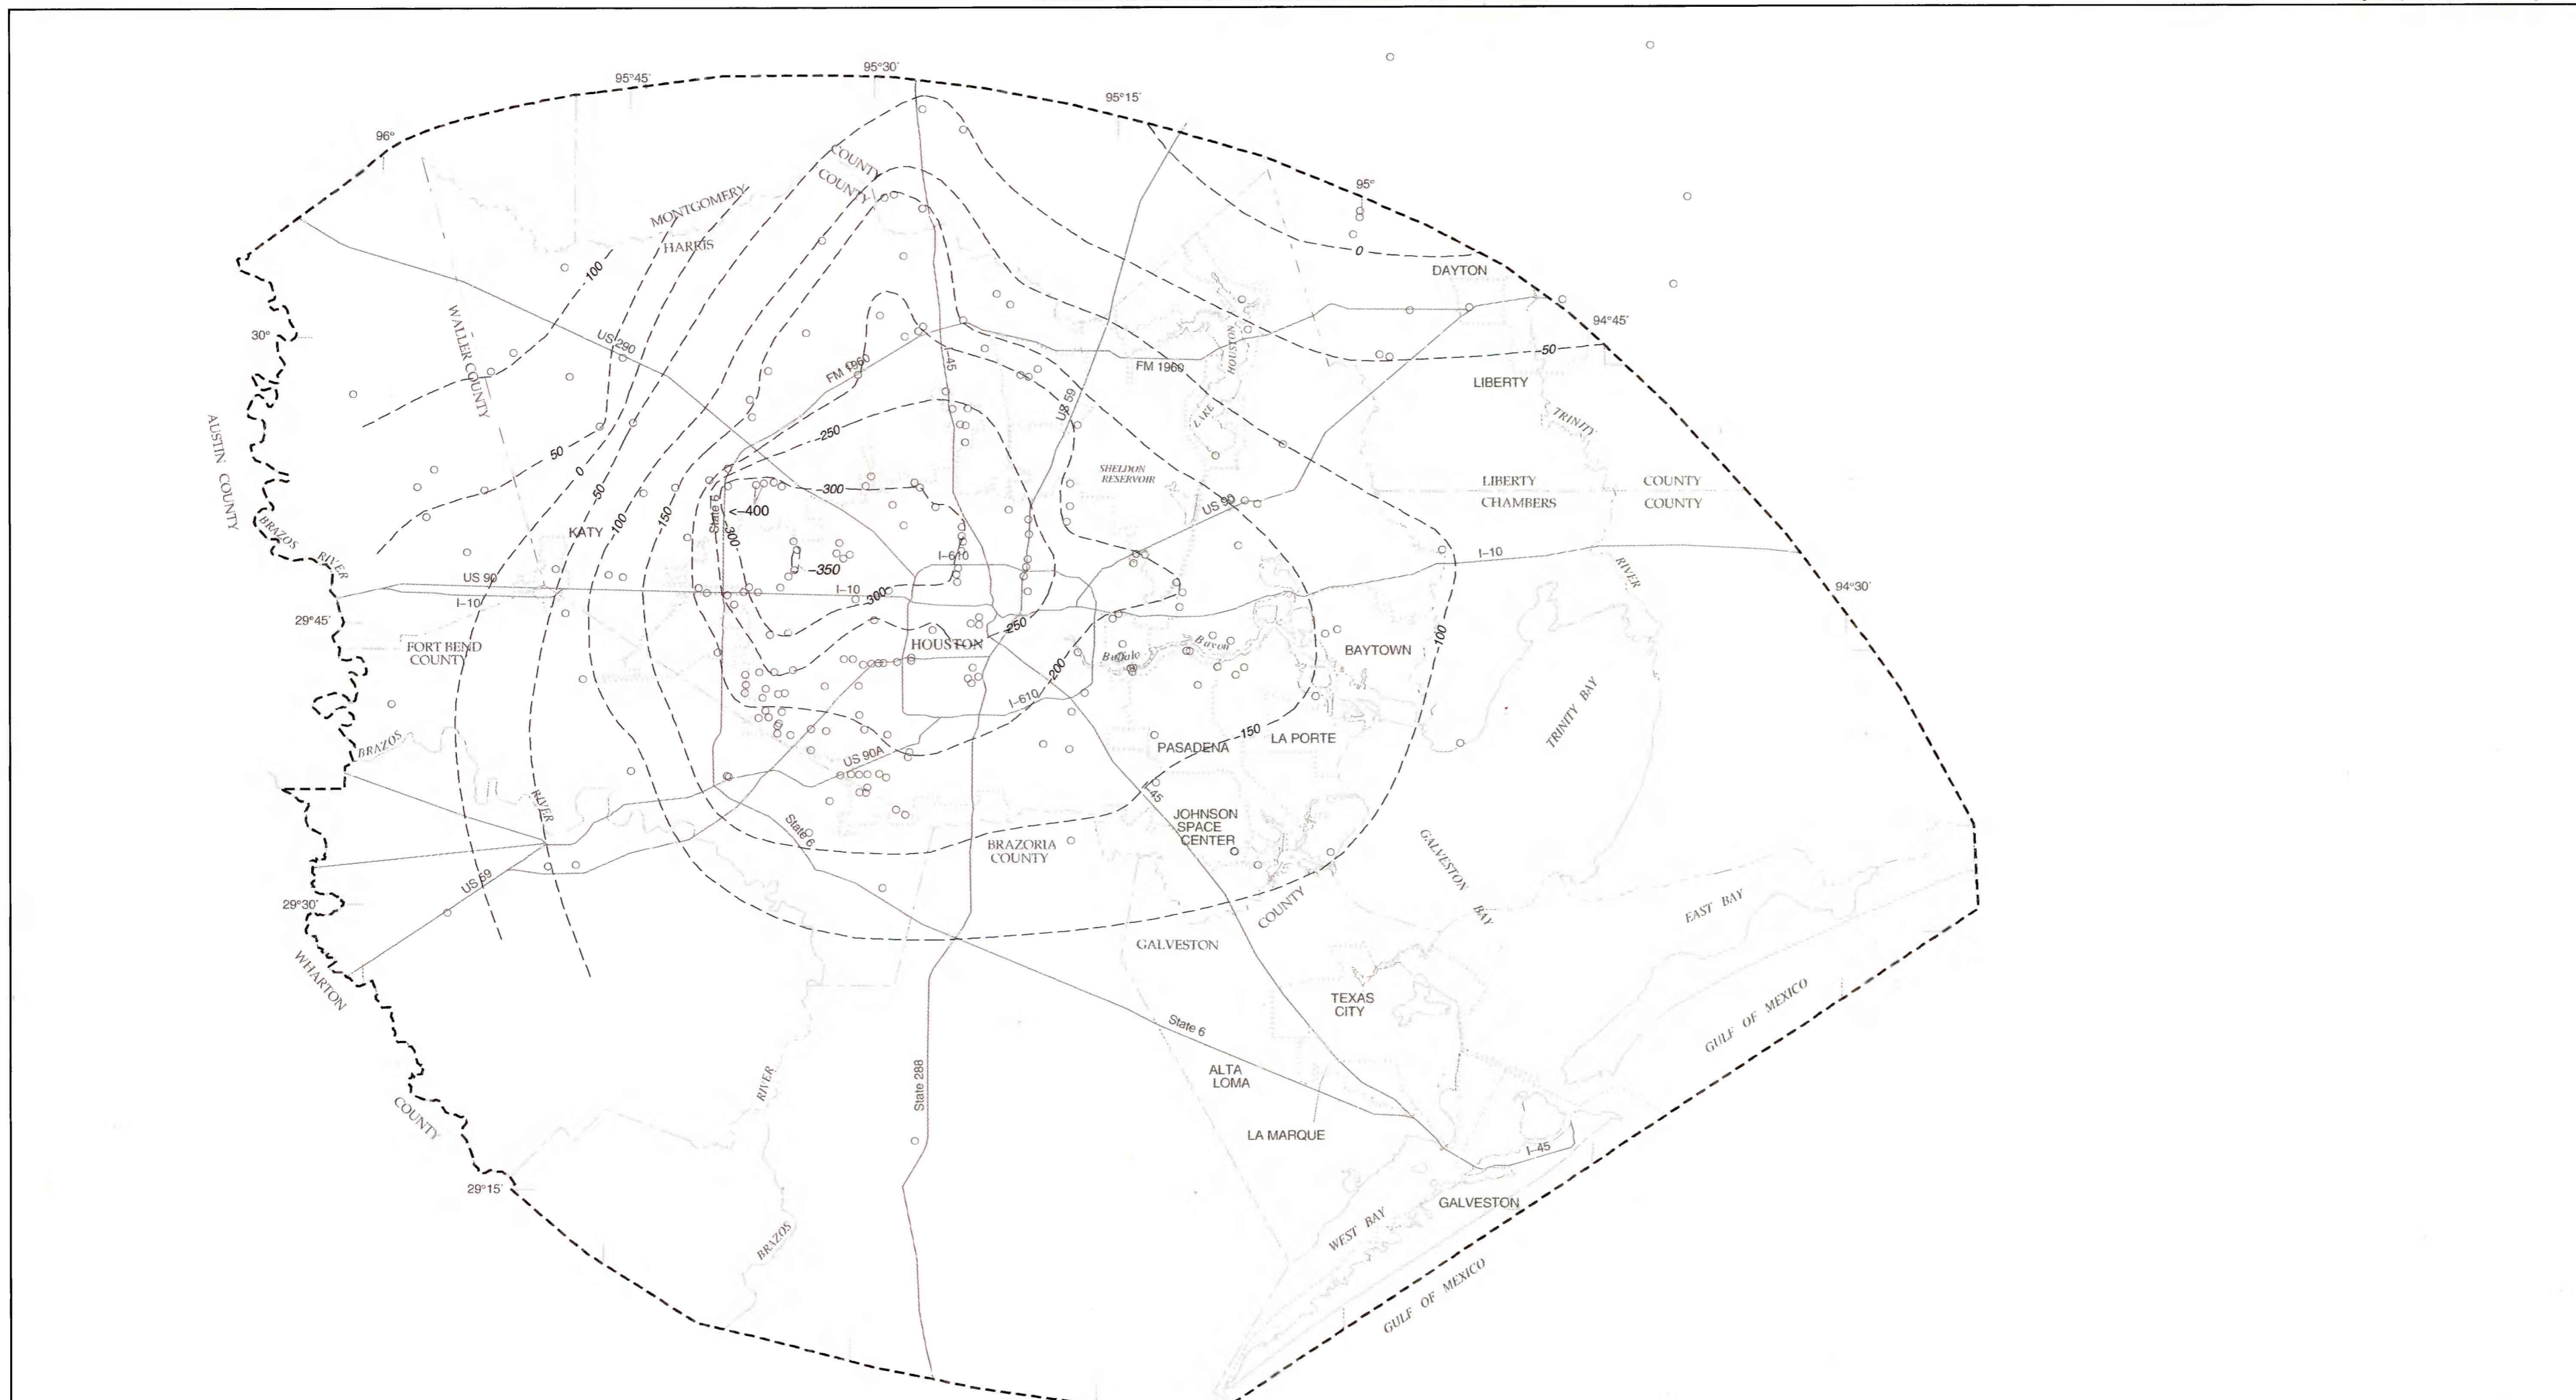 95°45′
95°30′
95°15′
96°
95°
COUNTY
COUNTY
MONTGOMERY
HARRIS
0
DAYTON
100
30°
94°45′
WALLER COUNTY
US 290
I–45
FM 1960
FM 1960
HOUSTON
LAKE
–50
LIBERTY
US 59
TRINITY
AUSTIN COUNTY
–250
50
0
SHELDON
RESERVOIR
LIBERTY
COUNTY
CHAMBERS
COUNTY
–50
–300
–100
–150
State 6
<–400
US 90
BRAZOS
RIVER
KATY
–300
I–610
I–10
–350
RIVER
US 90
I–10
I–10
–300
94°30′
29°45′
–250
FORT BEND
COUNTY
HOUSTON
Buffalo
Bayou
BAYTOWN
–100
–200
I–610
TRINITY BAY
–150
BRAZOS
US 90A
PASADENA
LA PORTE
I–45
RIVER
State 6
JOHNSON
SPACE
CENTER
BRAZORIA
COUNTY
GALVESTON
BAY
US 59
29°30′
COUNTY
EAST BAY
GALVESTON
WHARTON
TEXAS
CITY
GULF OF MEXICO
State 6
RIVER
State 288
ALTA
LOMA
COUNTY
LA MARQUE
I–45
29°15′
GALVESTON
BRAZOS
WEST BAY
GULF OF MEXICO